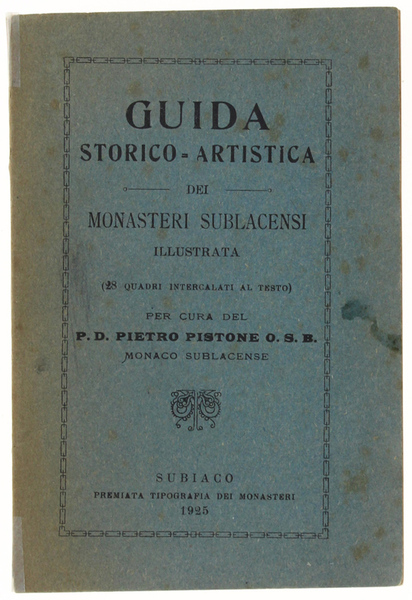 GUIDA
STORICO=ARTISTICA
DEI
MONASTERI SUBLACENSI
ILLUSTRATA
(28 QUADRI INTERCALATI AL TESTO)
PER CURA DEL
P. D. PIETRO PISTONE O. S. B.
MONACO SUBLACENSE
SUBIACO
PREMIATA TIPOGRAFIA DEI MONASTERI
1925